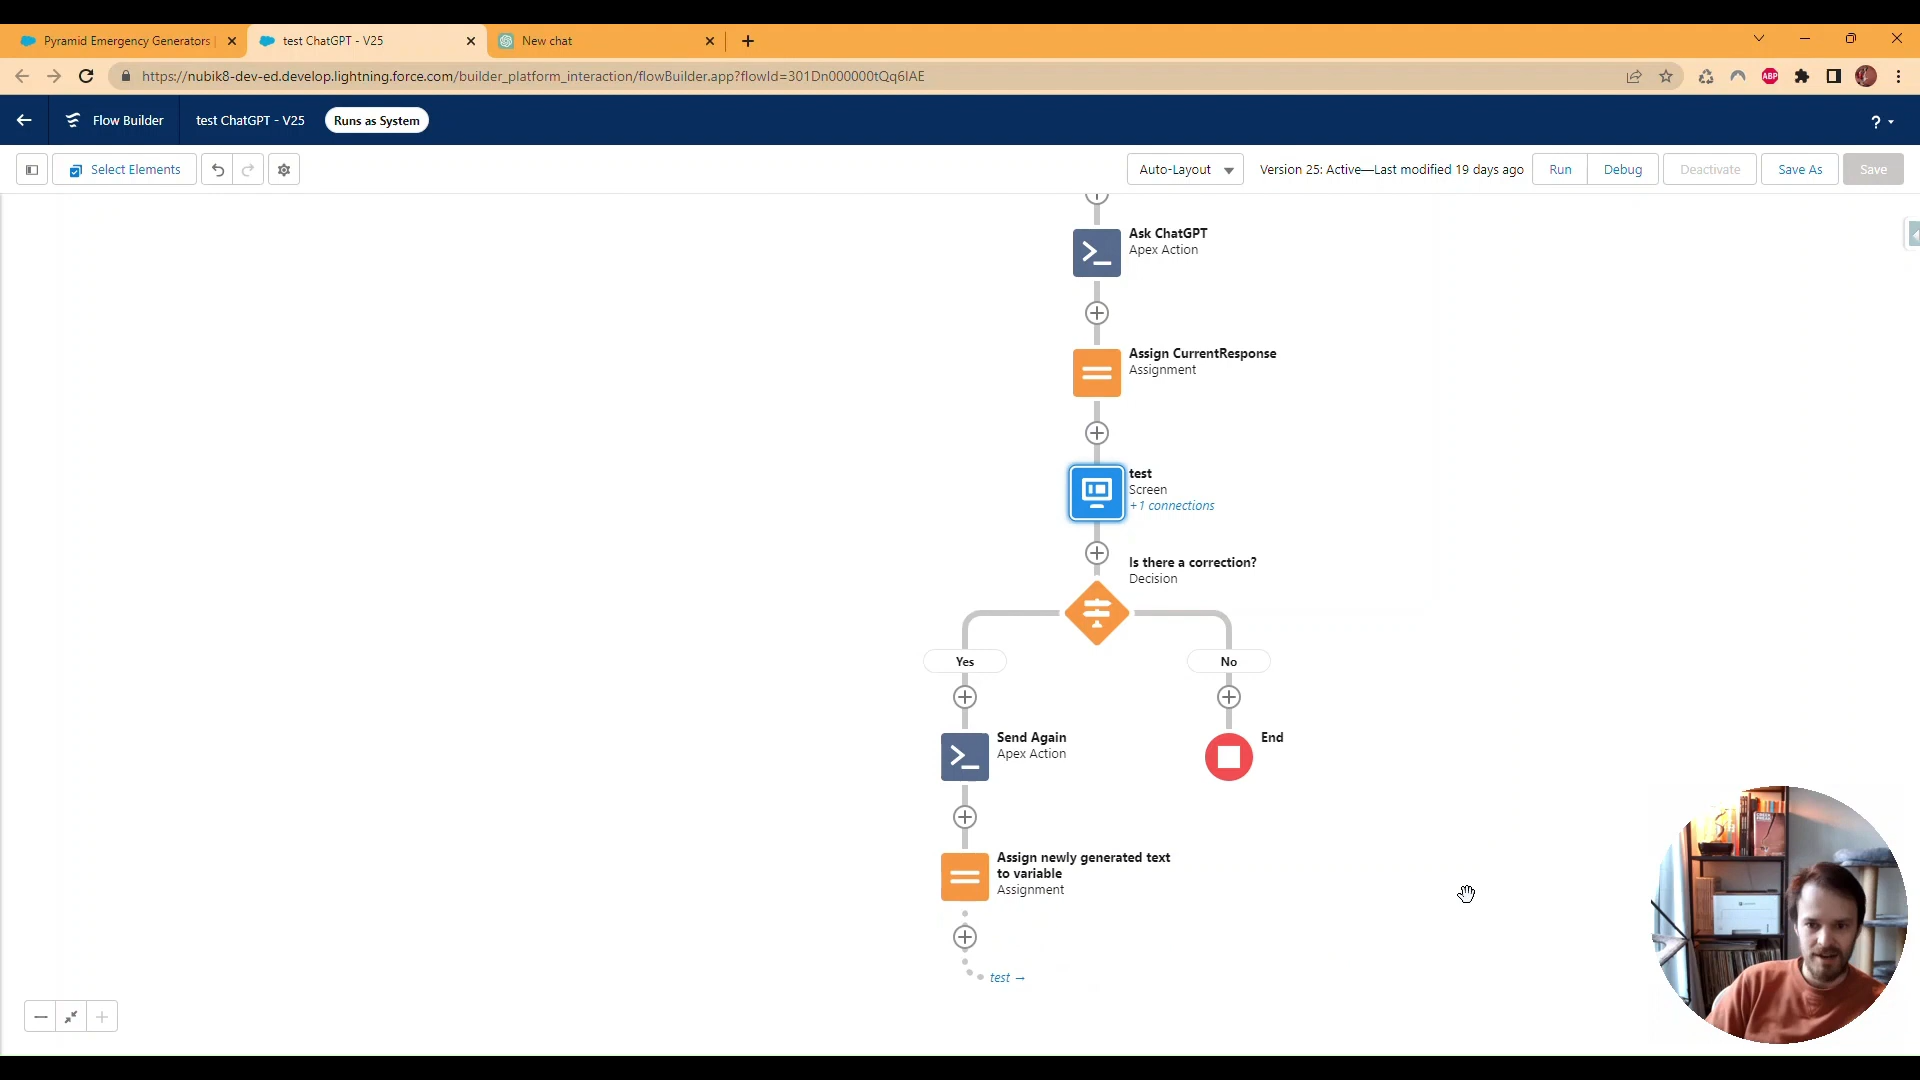 Pyramid Emergency Generators
test ChatGPT - V25
New chat
https://nubik8-dev-ed.develop.lightning.force.com/builder_platform_interaction/flowBuilder.app?flowId=301Dn000000tQq6IAE
ABP
Flow Builder
test ChatGPT - V25
Runs as System
?
Select Elements
Auto-Layout
Version 25: Active—Last modified 19 days ago
Run
Debug
Deactivate
Save As
Save
Ask ChatGPT
Apex Action
Assign CurrentResponse
Assignment
test
Screen
+1 connections
Is there a correction?
Decision
Yes
No
Send Again
Apex Action
End
Assign newly generated text
to variable
Assignment
test →